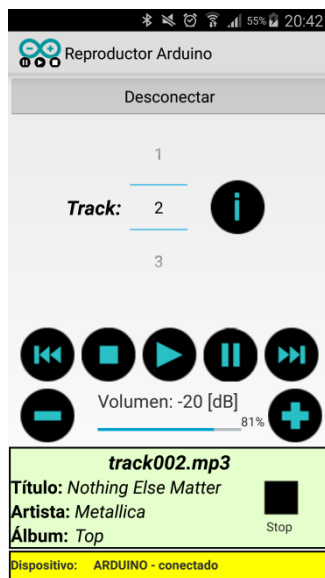 55% 20:42
Reproductor Arduino
Desconectar
1
Track: 2
3
Volumen: -20 [dB]
81%
track002.mp3
Título: Nothing Else Matter
Artista: Metallica
Álbum: Top
Stop
Dispositivo: ARDUINO - conectado